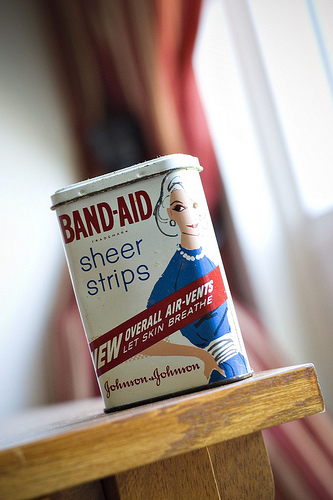 BAND-AID
TRADEMARK
sheer
strips
NEW OVERALL AIR-VENTS
LET SKIN BREATHE
Johnson & Johnson